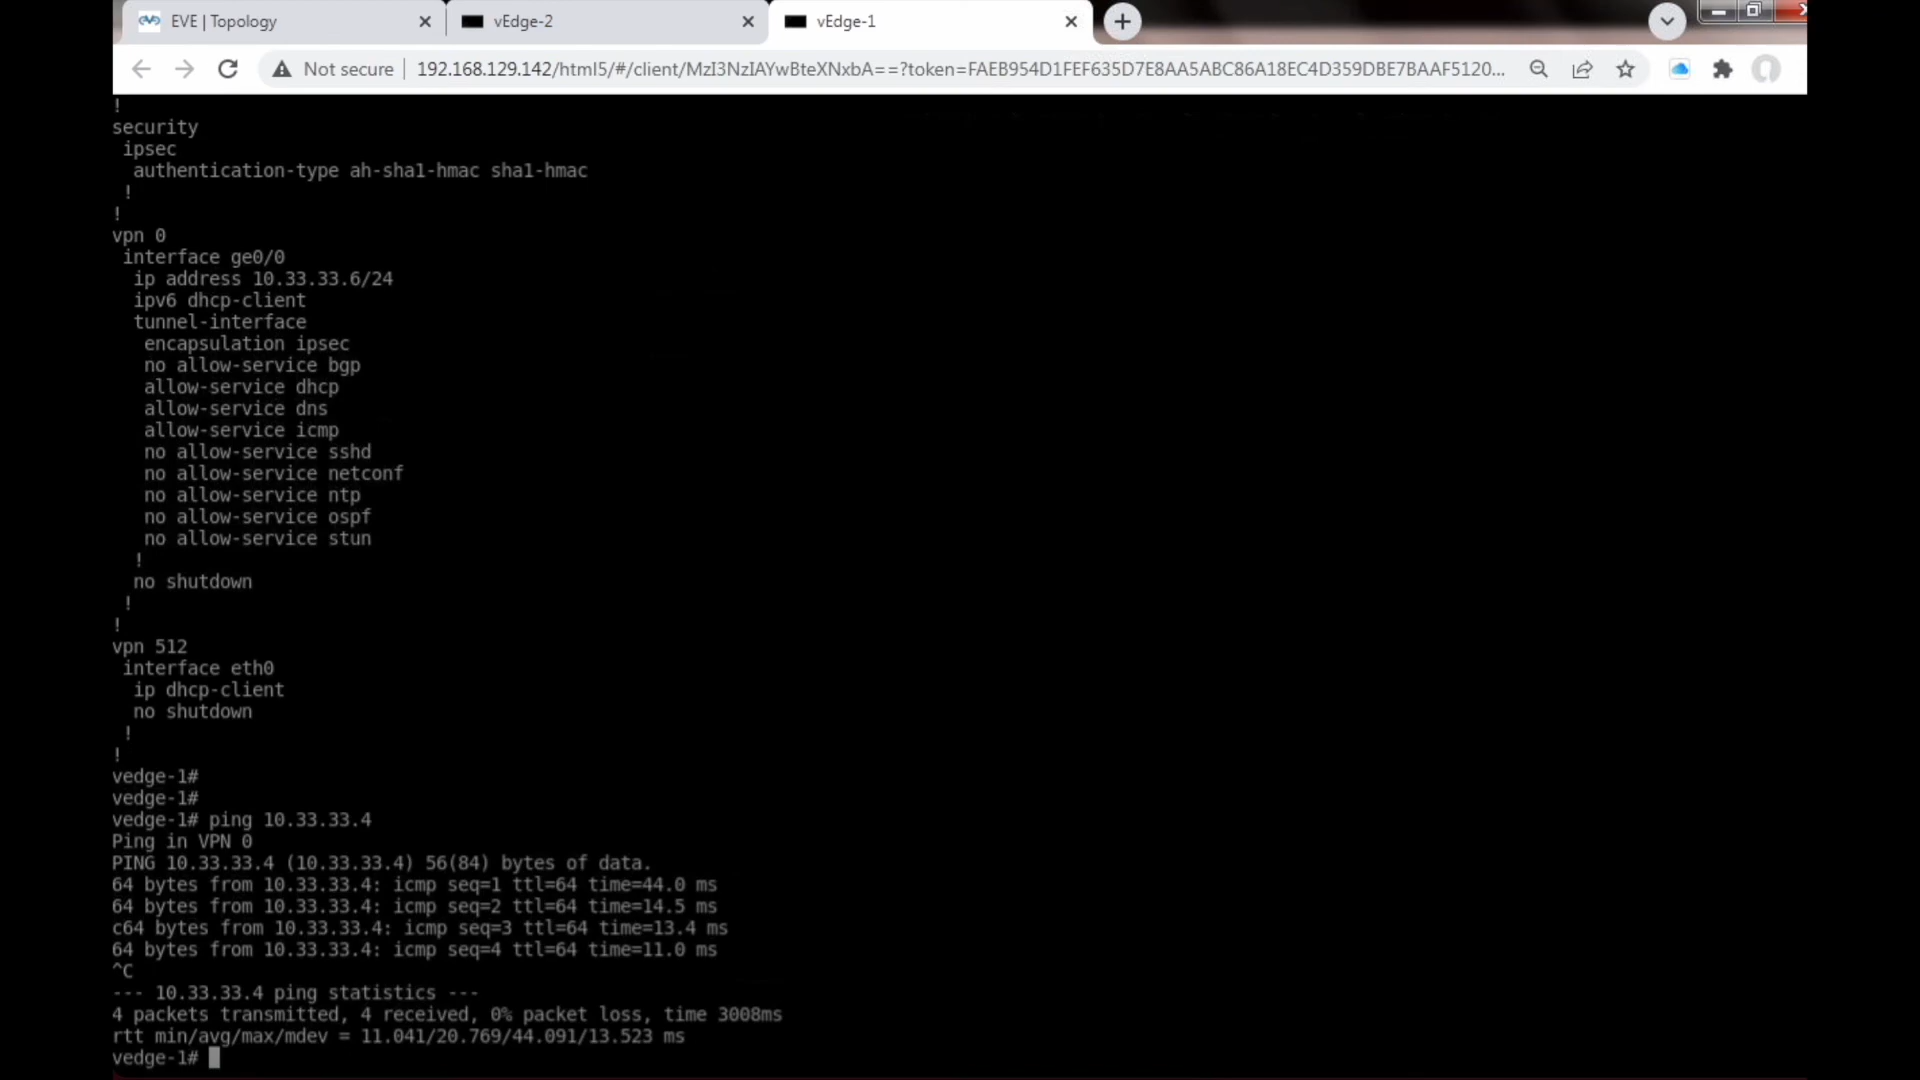 EVE | Topology
vEdge-2
vEdge-1
Not secure
192.168.129.142/html5/#/client/MzI3NzIAYwBteXNxbA==?token=FAEB954D1FEF635D7E8AA5ABC86A18EC4D359DBE7BAAF5120...
!
security
ipsec
authentication-type ah-sha1-hmac sha1-hmac
!
!
vpn 0
interface ge0/0
ip address 10.33.33.6/24
ipv6 dhcp-client
tunnel-interface
encapsulation ipsec
no allow-service bgp
allow-service dhcp
allow-service dns
allow-service icmp
no allow-service sshd
no allow-service netconf
no allow-service ntp
no allow-service ospf
no allow-service stun
!
no shutdown
!
!
vpn 512
interface eth0
ip dhcp-client
no shutdown
!
!
vedge-1#
vedge-1#
vedge-1# ping 10.33.33.4
Ping in VPN 0
PING 10.33.33.4 (10.33.33.4) 56(84) bytes of data.
64 bytes from 10.33.33.4: icmp seq=1 ttl=64 time=44.0 ms
64 bytes from 10.33.33.4: icmp seq=2 ttl=64 time=14.5 ms
c64 bytes from 10.33.33.4: icmp seq=3 ttl=64 time=13.4 ms
64 bytes from 10.33.33.4: icmp seq=4 ttl=64 time=11.0 ms
^C
--- 10.33.33.4 ping statistics ---
4 packets transmitted, 4 received, 0% packet loss, time 3008ms
rtt min/avg/max/mdev = 11.041/20.769/44.091/13.523 ms
vedge-1#